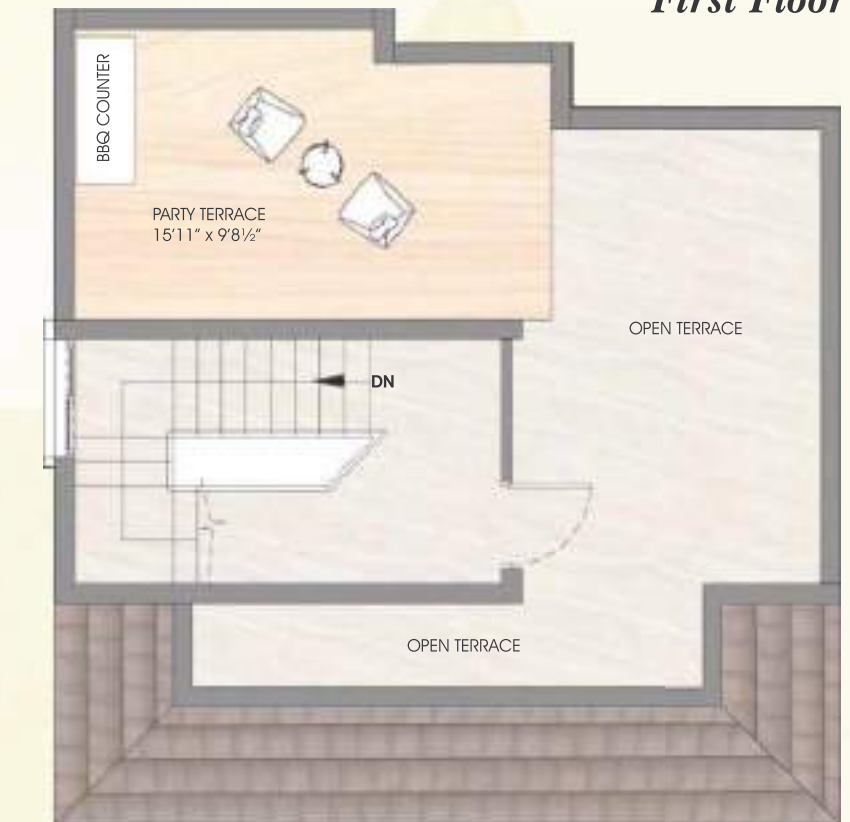 First Floor
BBQ COUNTER
PARTY TERRACE
15'11" x 9'8½"
OPEN TERRACE
DN
OPEN TERRACE